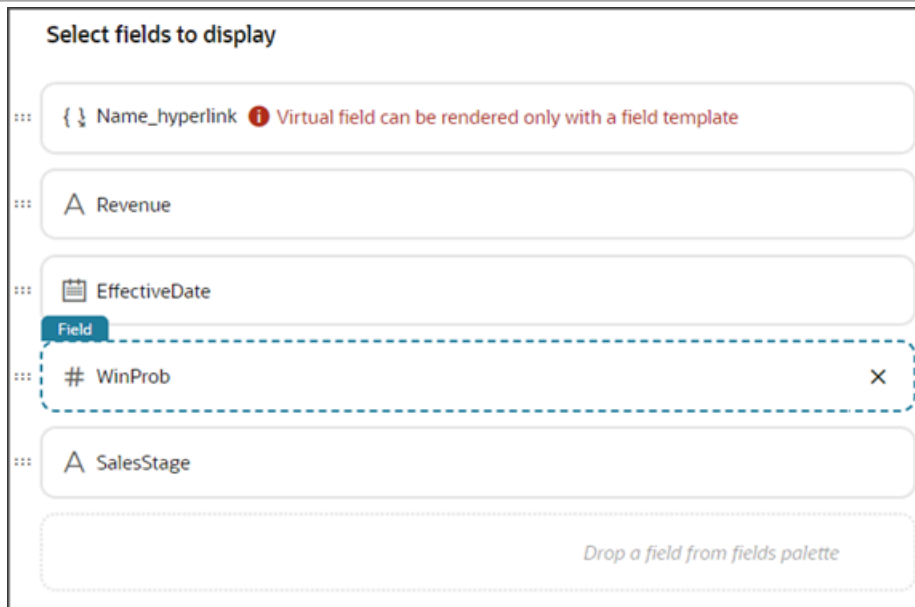 Select fields to display
Name_hyperlink Virtual field can be rendered only with a field template
A Revenue
EffectiveDate
Field
# WinProb
A SalesStage
Drop a field from fields palette